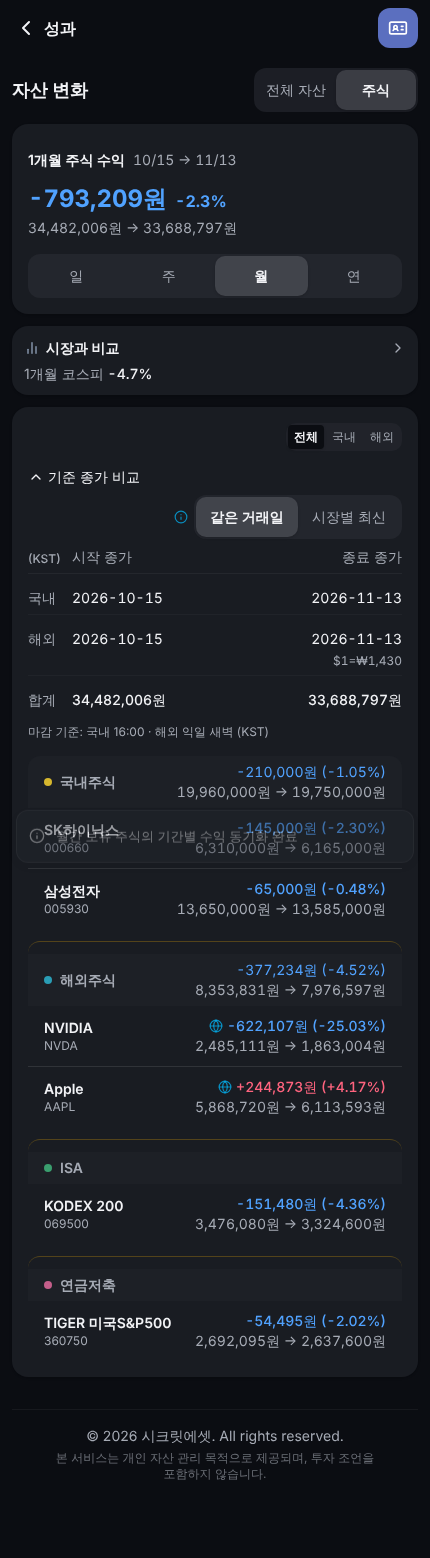 성과
자산 변화
전체 자산 주식
1개월 주식 수익 10/15 → 11/13
-793,209원 -2.3%
34,482,006원 → 33,688,797원
일 주 월 연
시장과 비교
1개월 코스피 -4.7%
전체 국내 해외
기준 종가 비교
같은 거래일 시장별 최신
(KST) 시작 종가 종료 종가
국내 2026-10-15 2026-11-13
해외 2026-10-15 2026-11-13
$1=₩1,430
합계 34,482,006원 33,688,797원
마감 기준: 국내 16:00 · 해외 익일 새벽 (KST)
국내주식 -210,000원 (-1.05%)
19,960,000원 → 19,750,000원
SK하이닉스 -145,000원 (-2.30%)
월간 보유 주식의 기간별 수익 동기화 완료
000660 6,310,000원 → 6,165,000원
삼성전자 -65,000원 (-0.48%)
005930 13,650,000원 → 13,585,000원
해외주식 -377,234원 (-4.52%)
8,353,831원 → 7,976,597원
NVIDIA -622,107원 (-25.03%)
NVDA 2,485,111원 → 1,863,004원
Apple +244,873원 (+4.17%)
AAPL 5,868,720원 → 6,113,593원
ISA
KODEX 200 -151,480원 (-4.36%)
069500 3,476,080원 → 3,324,600원
연금저축
TIGER 미국S&P500 -54,495원 (-2.02%)
360750 2,692,095원 → 2,637,600원
© 2026 시크릿에셋. All rights reserved.
본 서비스는 개인 자산 관리 목적으로 제공되며, 투자 조언을
포함하지 않습니다.